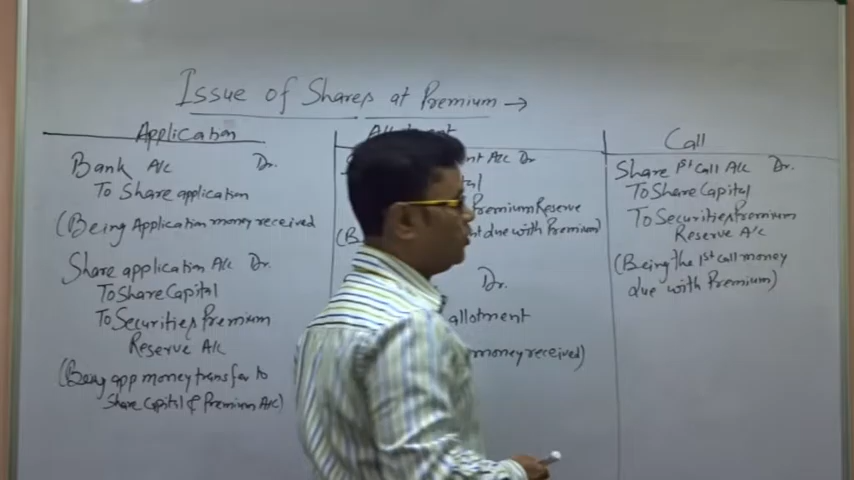 Issue of Shares at Premium →
Application
Bank A/c Dr.
To Share application
(Being Application money received
Share application A/c Dr.
To Share Capital
To Securities Premium
Reserve A/c
(Being app money transfer to
Share Capital & Premium A/c)
A/c Dr
Premium Reserve
due with Premium)
Dr.
allotment
money received)
Call
Share 1st Call A/c Dr.
To Share Capital
To Securities Premium
Reserve A/c
(Being the 1st call money
due with Premium)